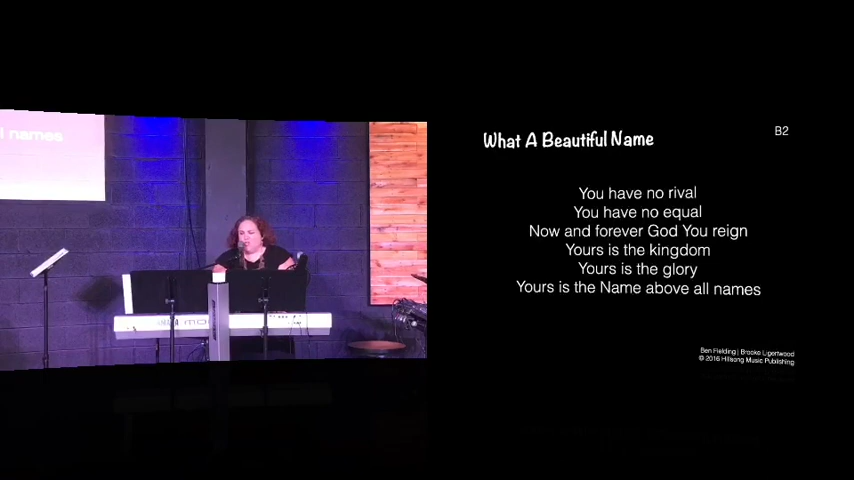 l names
What A Beautiful Name
B2
You have no rival
You have no equal
Now and forever God You reign
Yours is the kingdom
Yours is the glory
Yours is the Name above all names
Ben Fielding | Brooke Ligertwood
© 2016 Hillsong Music Publishing